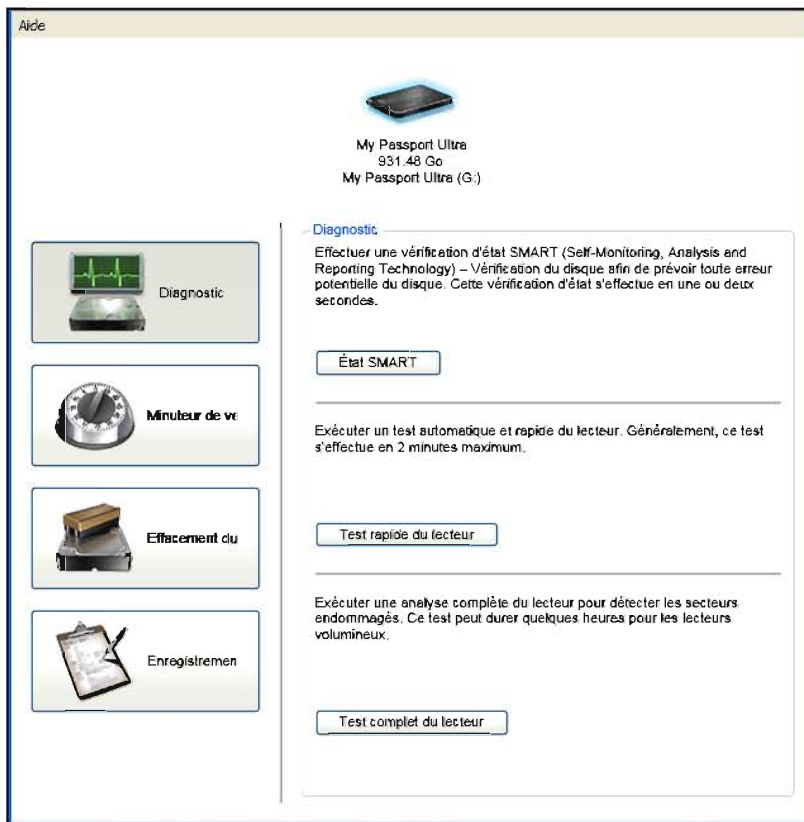 Aide
My Passport Ultra
931.48 Go
My Passport Ultra (G:)
Diagnostic
Minuteur de ve
Effacement du
Enregistremen
Diagnostic
Effectuer une vérification d'état SMART (Self-Monitoring, Analysis and
Reporting Technology) – Vérification du disque afin de prévoir toute erreur
potentielle du disque. Cette vérification d'état s'effectue en une ou deux
secondes.
État SMART
Exécuter un test automatique et rapide du lecteur. Généralement, ce test
s'effectue en 2 minutes maximum.
Test rapide du lecteur
Exécuter une analyse complète du lecteur pour détecter les secteurs
endommagés. Ce test peut durer quelques heures pour les lecteurs
volumineux.
Test complet du lecteur